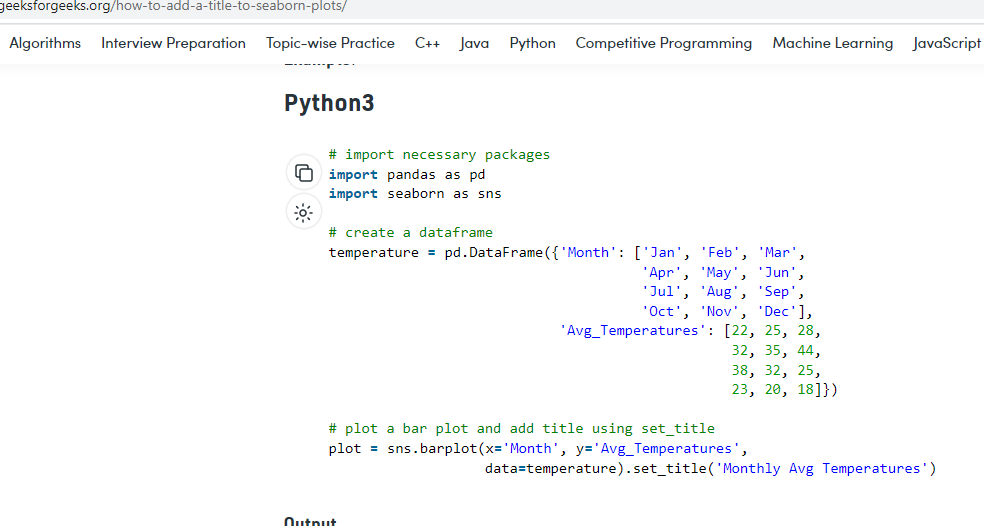 geeksforgeeks.org/how-to-add-a-title-to-seaborn-plots/
Algorithms Interview Preparation Topic-wise Practice C++ Java Python Competitive Programming Machine Learning JavaScript
Example:
Python3
# import necessary packages
import pandas as pd
import seaborn as sns
# create a dataframe
temperature = pd.DataFrame({'Month': ['Jan', 'Feb', 'Mar',
'Apr', 'May', 'Jun',
'Jul', 'Aug', 'Sep',
'Oct', 'Nov', 'Dec'],
'Avg_Temperatures': [22, 25, 28,
32, 35, 44,
38, 32, 25,
23, 20, 18]})
# plot a bar plot and add title using set_title
plot = sns.barplot(x='Month', y='Avg_Temperatures',
data=temperature).set_title('Monthly Avg Temperatures')
Output